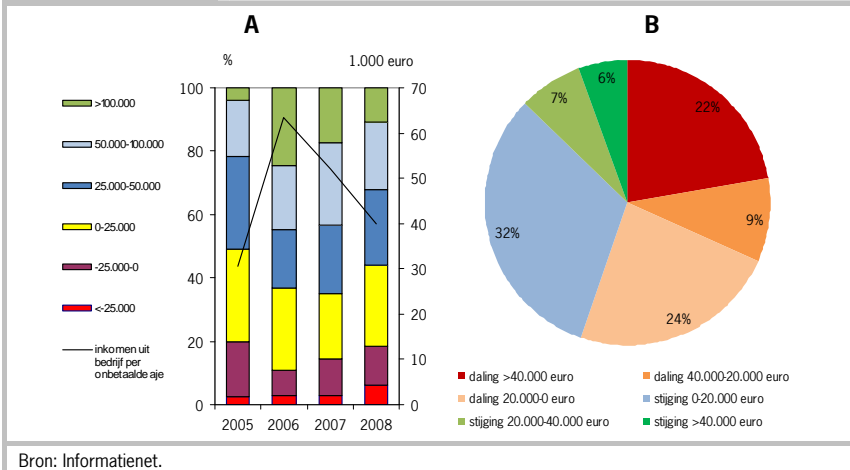 A
B
% 1.000 euro
>100.000
50.000-100.000
25.000-50.000
0-25.000
-25.000-0
<-25.000
inkomen uit
bedrijf per
onbetaalde aje
100
80
60
40
20
0
70
60
50
40
30
20
10
0
2005 2006 2007 2008
6%
7%
22%
32%
9%
24%
daling >40.000 euro daling 40.000-20.000 euro
daling 20.000-0 euro stijging 0-20.000 euro
stijging 20.000-40.000 euro stijging >40.000 euro
Bron: Informatienet.